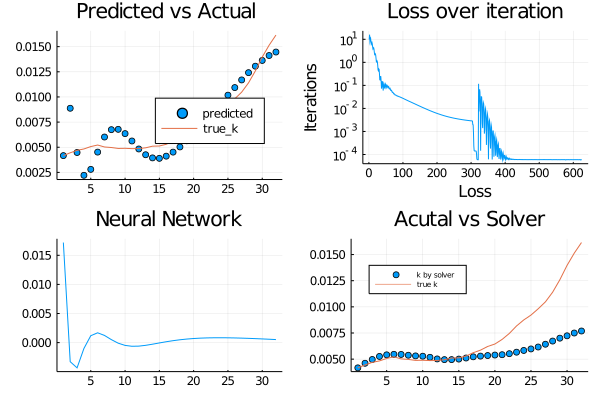 Predicted vs Actual
0.0150
0.0125
0.0100
0.0075
0.0050
0.0025
predicted
true_k
5 10 15 20 25 30
Loss over iteration
Iterations
10^1
10^0
10^-1
10^-2
10^-3
10^-4
0 100 200 300 400 500 600
Loss
Neural Network
0.015
0.010
0.005
0.000
5 10 15 20 25 30
Acutal vs Solver
0.0150
0.0125
0.0100
0.0075
0.0050
k by solver
true k
5 10 15 20 25 30